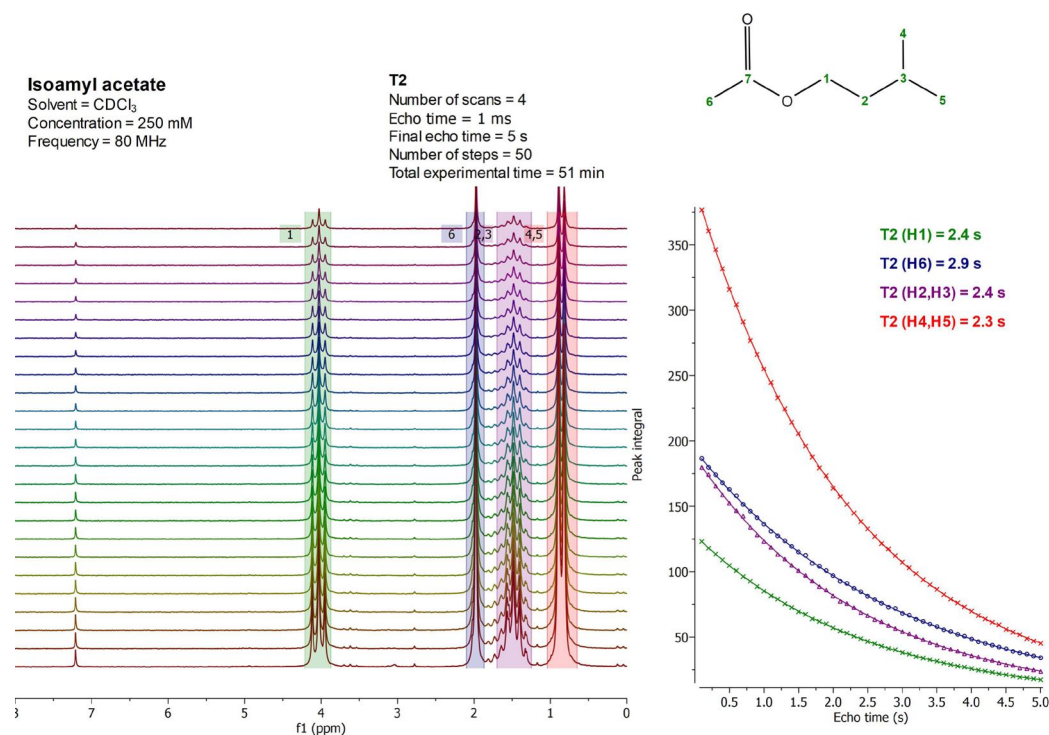 Isoamyl acetate
Solvent = CDCl₃
Concentration = 250 mM
Frequency = 80 MHz
T2
Number of scans = 4
Echo time = 1 ms
Final echo time = 5 s
Number of steps = 50
Total experimental time = 51 min
O
4
7
1
3
6
O
2
5
1
6
2,3
4,5
8 7 6 5 4 3 2 1 0
f1 (ppm)
T2 (H1) = 2.4 s
T2 (H6) = 2.9 s
T2 (H2,H3) = 2.4 s
T2 (H4,H5) = 2.3 s
Peak integral
350
300
250
200
150
100
50
0.5 1.0 1.5 2.0 2.5 3.0 3.5 4.0 4.5 5.0
Echo time (s)